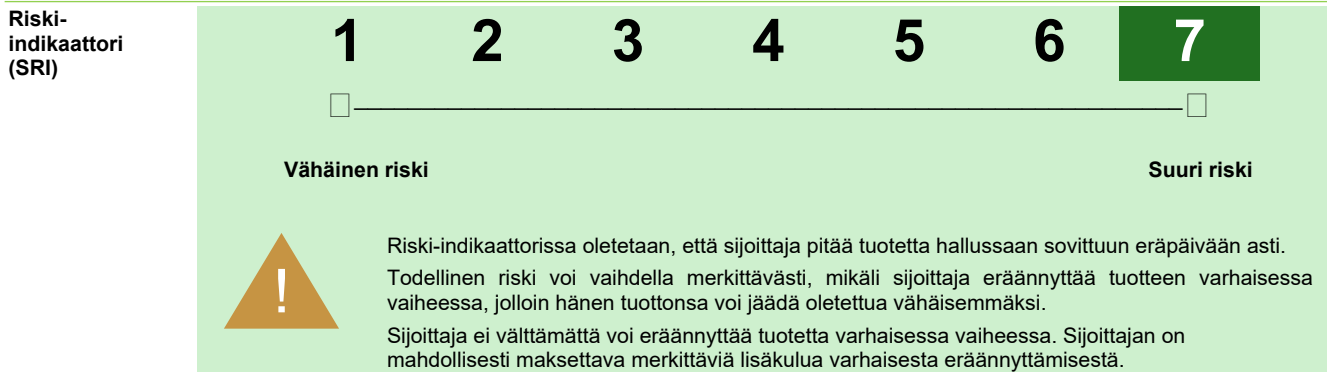 Riski-
indikaattori
(SRI)
1 2 3 4 5 6 7
Vähäinen riski Suuri riski
!
Riski-indikaattorissa oletetaan, että sijoittaja pitää tuotetta hallussaan sovittuun eräpäivään asti.
Todellinen riski voi vaihdella merkittävästi, mikäli sijoittaja eräännyttää tuotteen varhaisessa
vaiheessa, jolloin hänen tuottonsa voi jäädä oletettua vähäisemmäksi.
Sijoittaja ei välttämättä voi eräännyttää tuotetta varhaisessa vaiheessa. Sijoittajan on
mahdollisesti maksettava merkittäviä lisäkulua varhaisesta eräännyttämisestä.